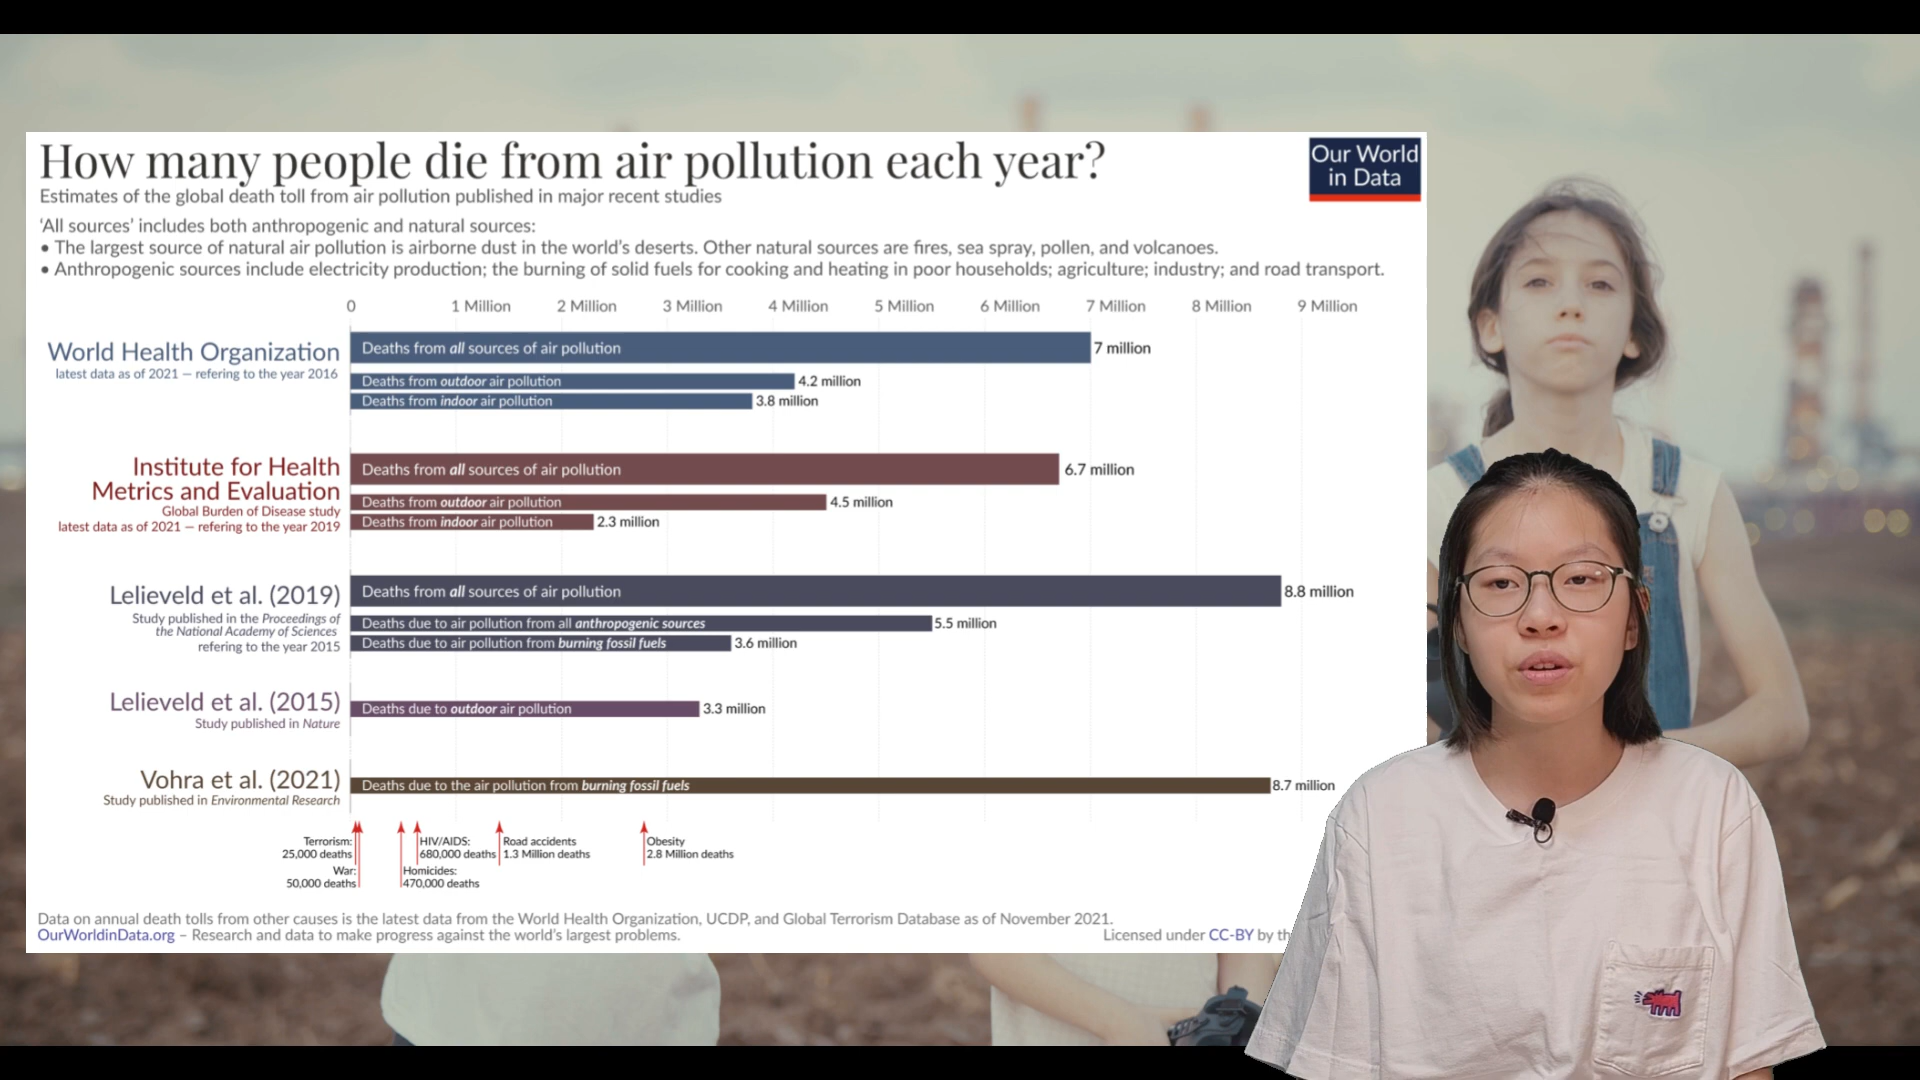 How many people die from air pollution each year?
Our World
in Data
Estimates of the global death toll from air pollution published in major recent studies
‘All sources’ includes both anthropogenic and natural sources:
• The largest source of natural air pollution is airborne dust in the world’s deserts. Other natural sources are fires, sea spray, pollen, and volcanoes.
• Anthropogenic sources include electricity production; the burning of solid fuels for cooking and heating in poor households; agriculture; industry; and road transport.
0 1 Million 2 Million 3 Million 4 Million 5 Million 6 Million 7 Million 8 Million 9 Million
World Health Organization
latest data as of 2021 — refering to the year 2016
Deaths from all sources of air pollution 7 million
Deaths from outdoor air pollution 4.2 million
Deaths from indoor air pollution 3.8 million
Institute for Health
Metrics and Evaluation
Global Burden of Disease study
latest data as of 2021 — refering to the year 2019
Deaths from all sources of air pollution 6.7 million
Deaths from outdoor air pollution 4.5 million
Deaths from indoor air pollution 2.3 million
Lelieveld et al. (2019)
Study published in the Proceedings of
the National Academy of Sciences
refering to the year 2015
Deaths from all sources of air pollution 8.8 million
Deaths due to air pollution from all anthropogenic sources 5.5 million
Deaths due to air pollution from burning fossil fuels 3.6 million
Lelieveld et al. (2015)
Study published in Nature
Deaths due to outdoor air pollution 3.3 million
Vohra et al. (2021)
Study published in Environmental Research
Deaths due to the air pollution from burning fossil fuels 8.7 million
Terrorism:
25,000 deaths
War:
50,000 deaths
HIV/AIDS:
680,000 deaths
Homicides:
470,000 deaths
Road accidents
1.3 Million deaths
Obesity
2.8 Million deaths
Data on annual death tolls from other causes is the latest data from the World Health Organization, UCDP, and Global Terrorism Database as of November 2021.
OurWorldinData.org – Research and data to make progress against the world’s largest problems.
Licensed under CC-BY by